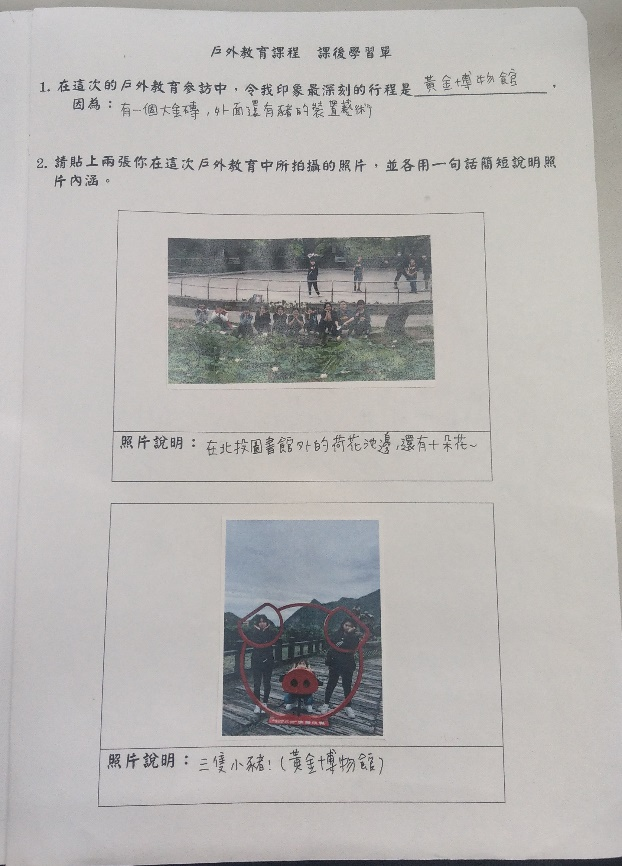 戶外教育課程 課後學習單
1. 在這次的戶外教育參訪中，令我印象最深刻的行程是 黃金博物館，
因為：有一個大金磚，外面還有豬的裝置藝術
2. 請貼上兩張你在這次戶外教育中所拍攝的照片，並各用一句話簡短說明照
片內涵。
照片說明：在北投圖書館外的荷花池邊，還有十朵花~
照片說明：三隻小豬！(黃金博物館)